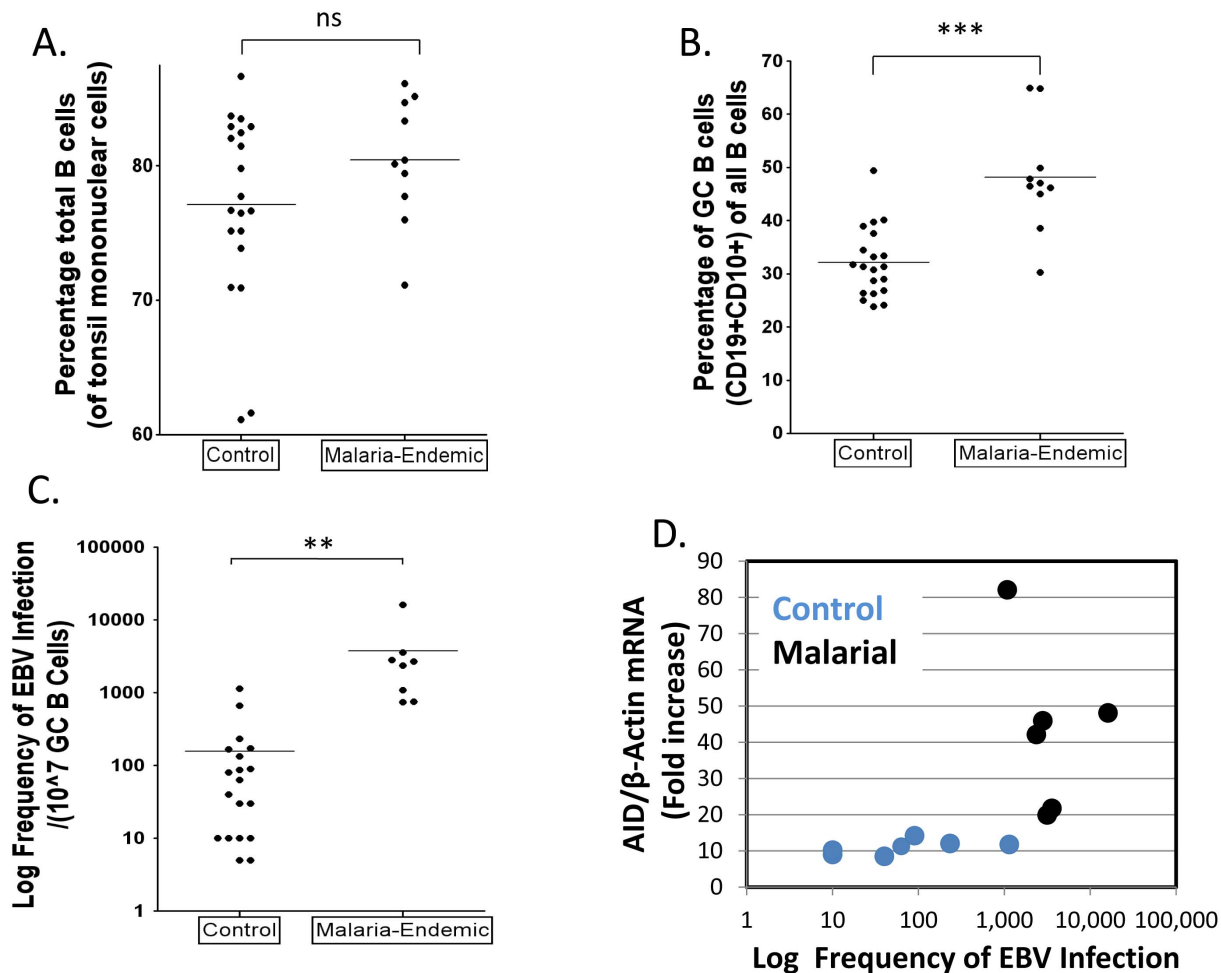 A.
ns
Percentage total B cells
(of tonsil mononuclear cells)
80
70
60
Control
Malaria-Endemic
B.
***
Percentage of GC B cells
(CD19+CD10+) of all B cells
70
60
50
40
30
20
10
0
Control
Malaria-Endemic
C.
**
Log Frequency of EBV Infection
/(10^7 GC B Cells)
100000
10000
1000
100
10
1
Control
Malaria-Endemic
D.
AID/β-Actin mRNA
(Fold increase)
90
80
70
60
50
40
30
20
10
0
Control
Malarial
1
10
100
1,000
10,000
100,000
Log Frequency of EBV Infection